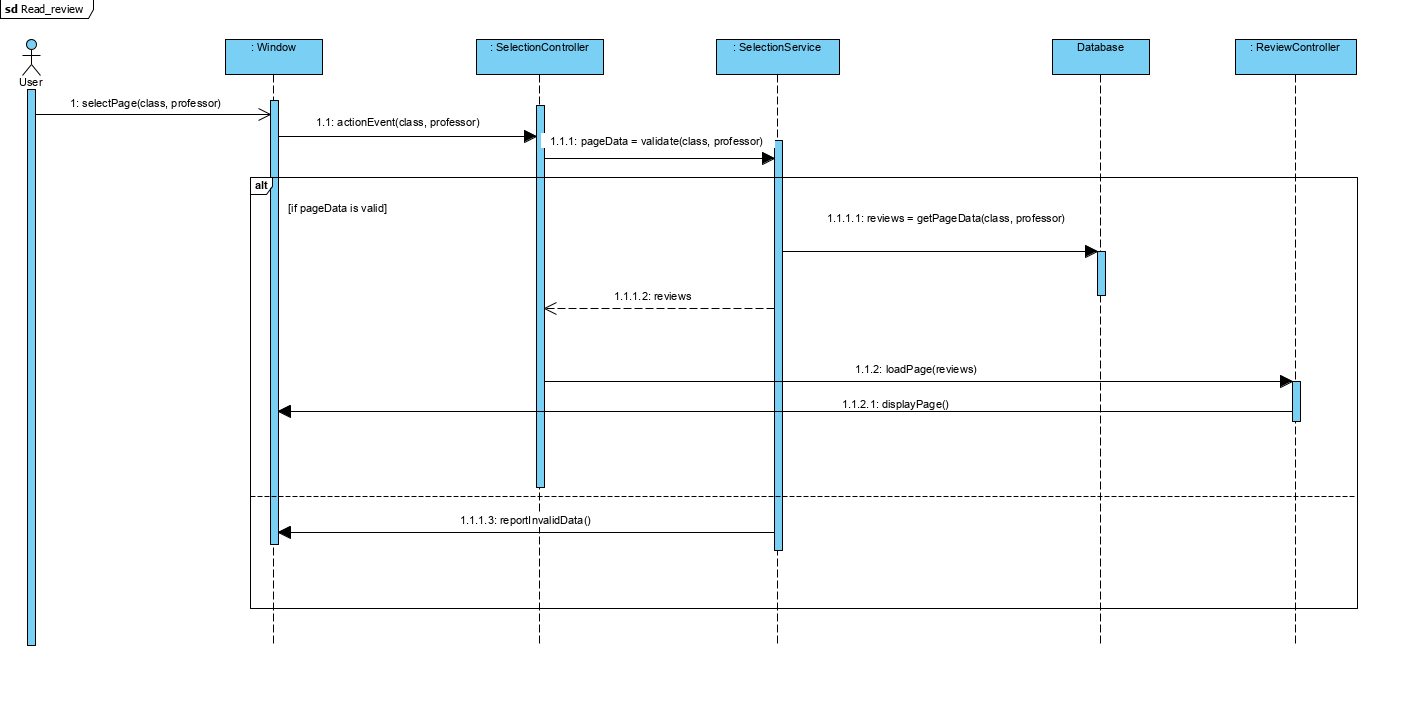 sd Read_review
: Window
: SelectionController
: SelectionService
Database
: ReviewController
User
1: selectPage(class, professor)
1.1: actionEvent(class, professor)
1.1.1: pageData = validate(class, professor)
alt
[if pageData is valid]
1.1.1.1: reviews = getPageData(class, professor)
1.1.1.2: reviews
1.1.2: loadPage(reviews)
1.1.2.1: displayPage()
1.1.1.3: reportInvalidData()